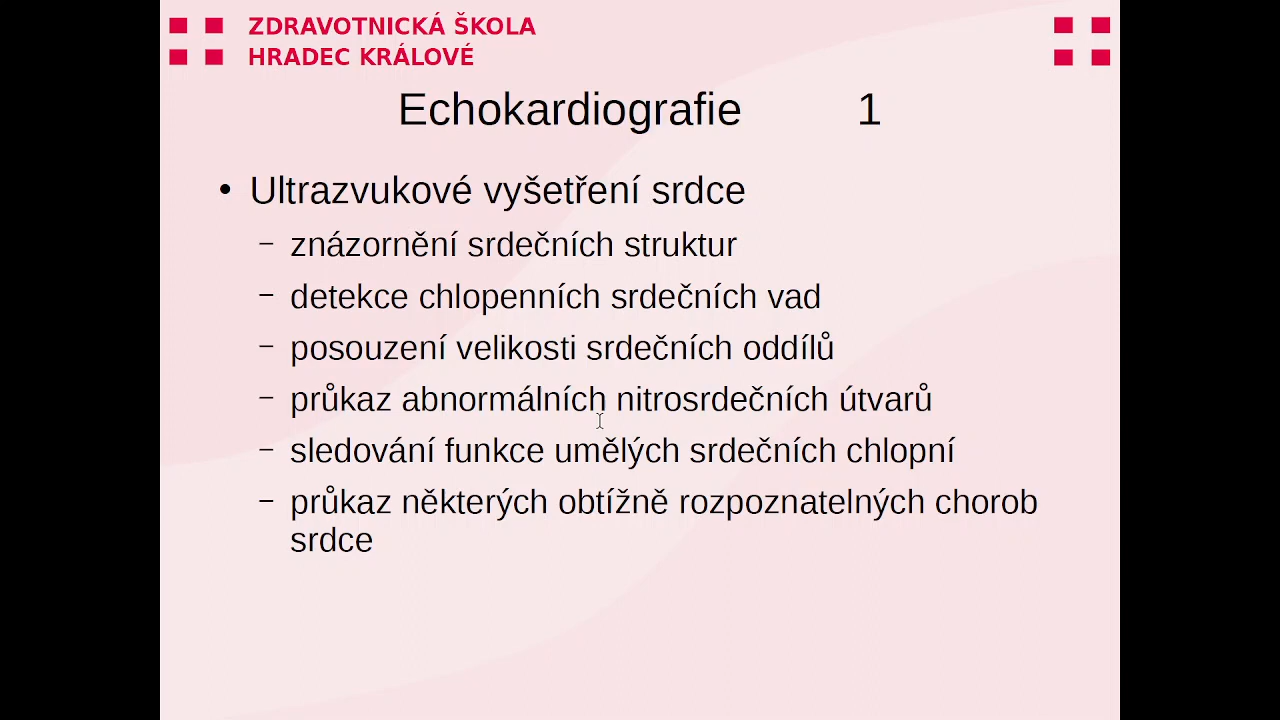 ZDRAVOTNICKÁ ŠKOLA
HRADEC KRÁLOVÉ
Echokardiografie 1
• Ultrazvukové vyšetření srdce
– znázornění srdečních struktur
– detekce chlopenních srdečních vad
– posouzení velikosti srdečních oddílů
– průkaz abnormálních nitrosrdečních útvarů
– sledování funkce umělých srdečních chlopní
– průkaz některých obtížně rozpoznatelných chorob
srdce